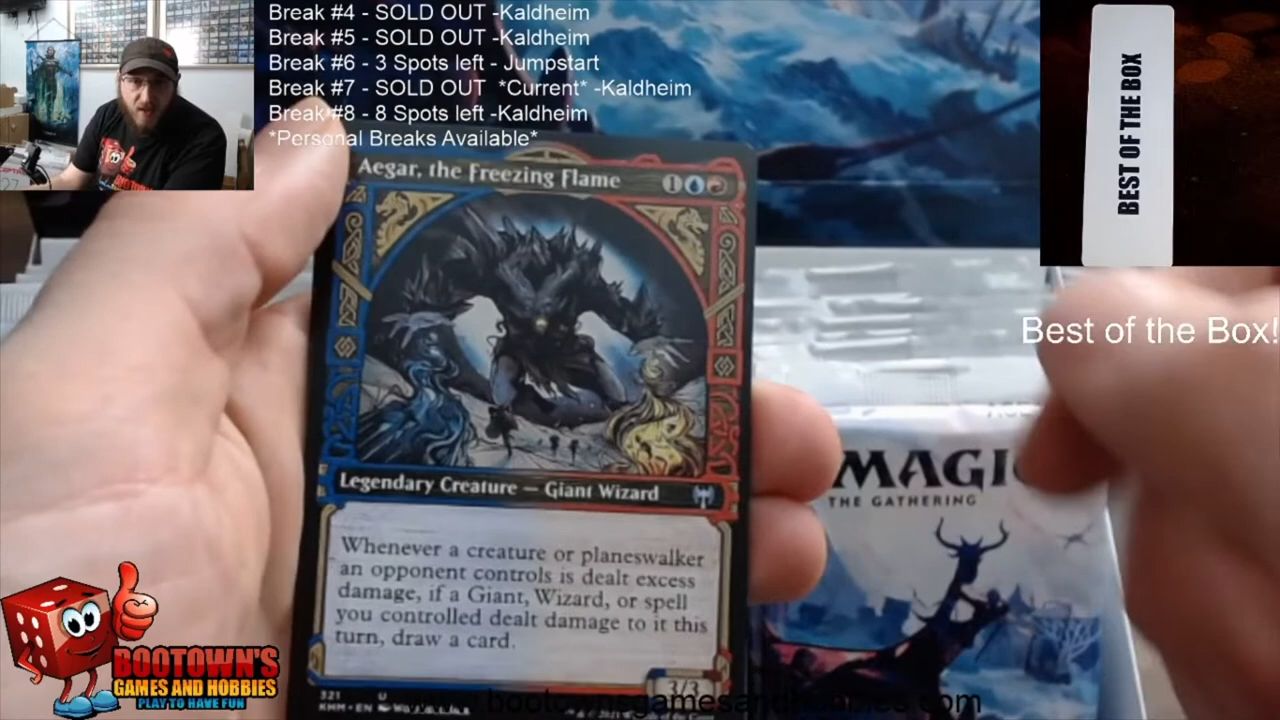 Break #4 - SOLD OUT -Kaldheim
Break #5 - SOLD OUT -Kaldheim
Break #6 - 3 Spots left - Jumpstart
Break #7 - SOLD OUT *Current* -Kaldheim
Break #8 - 8 Spots left -Kaldheim
*Personal Breaks Available*
BEST OF THE BOX
Best of the Box!
Aegar, the Freezing Flame 1
Legendary Creature — Giant Wizard
Whenever a creature or planeswalker
an opponent controls is dealt excess
damage, if a Giant, Wizard, or spell
you controlled dealt damage to it this
turn, draw a card.
3/3
321 U
KHM • EN
MAGIC
THE GATHERING
BOOTOWN'S
GAMES AND HOBBIES
PLAY TO HAVE FUN